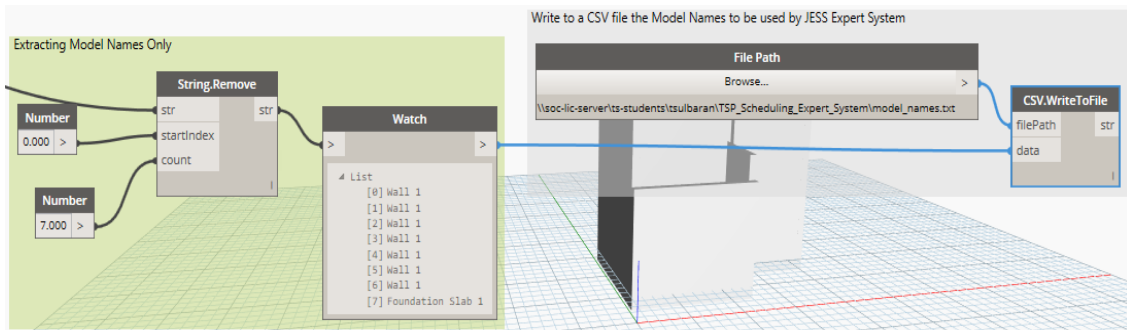 Write to a CSV file the Model Names to be used by JESS Expert System
Extracting Model Names Only
String.Remove
str > str
startIndex
count
l
Number
0.000 >
Number
7.000 >
Watch
> >
List
[0] Wall 1
[1] Wall 1
[2] Wall 1
[3] Wall 1
[4] Wall 1
[5] Wall 1
[6] Wall 1
[7] Foundation Slab 1
File Path
Browse... >
\\soc-lic-server\ts-students\tsulbaran\TSP_Scheduling_Expert_System\model_names.txt
CSV.WriteToFile
filePath str
data
l